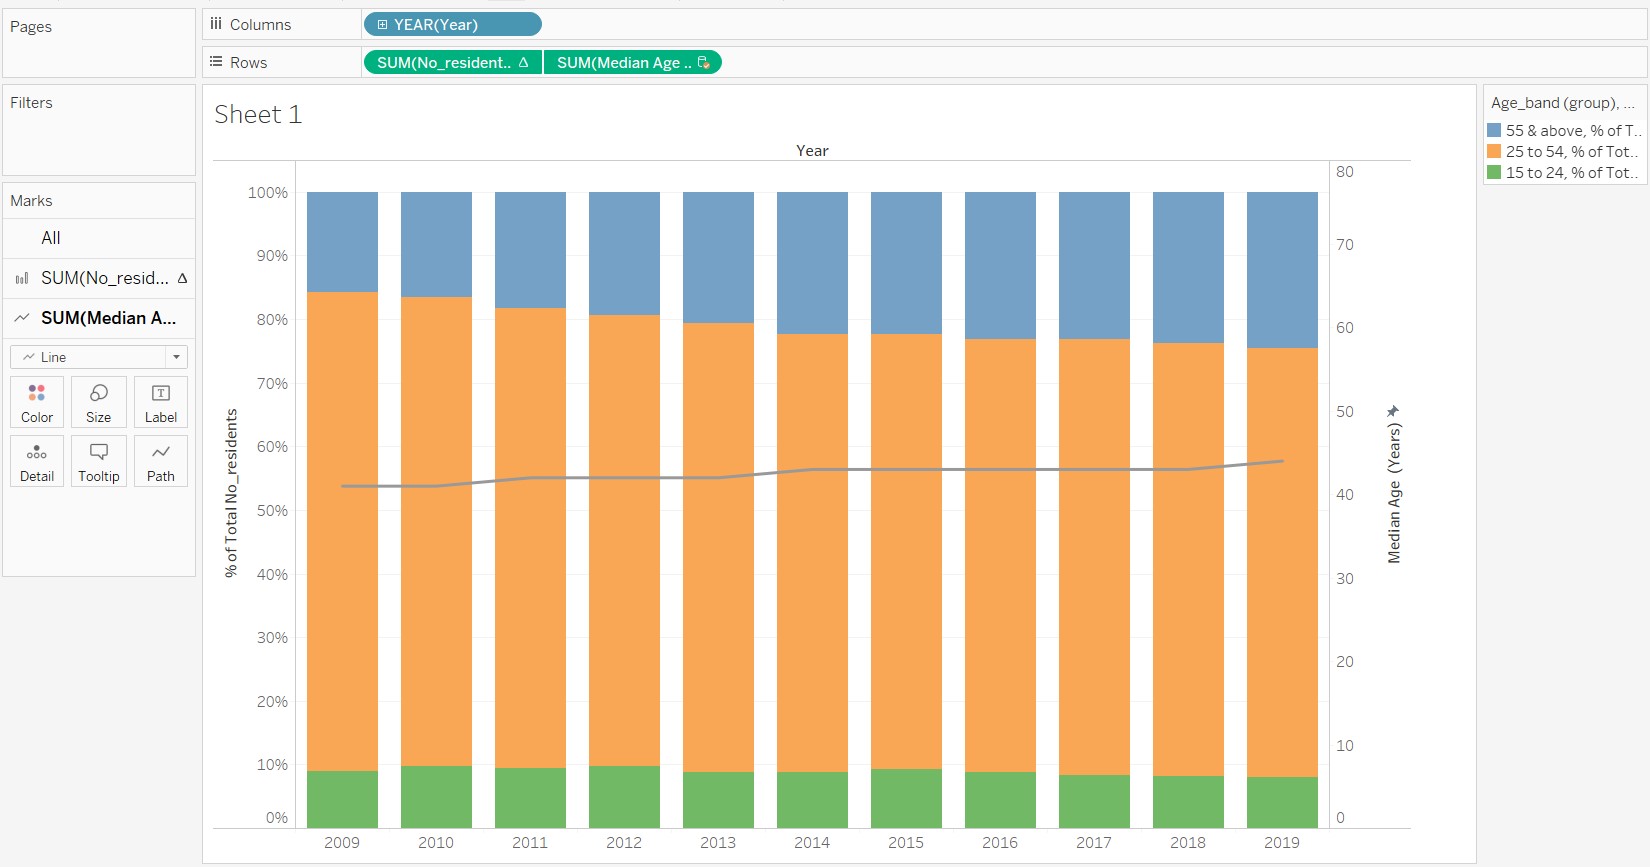 Pages
Columns
YEAR(Year)
Rows
SUM(No_resident..
SUM(Median Age ..
Filters
Marks
All
SUM(No_resid...
SUM(Median A...
Line
Color
Size
Label
Detail
Tooltip
Path
Sheet 1
Year
% of Total No_residents
100%
90%
80%
70%
60%
50%
40%
30%
20%
10%
0%
80
70
60
50
40
30
20
10
0
Median Age (Years)
2009
2010
2011
2012
2013
2014
2015
2016
2017
2018
2019
Age_band (group), ...
55 & above, % of T..
25 to 54, % of Tot..
15 to 24, % of Tot..